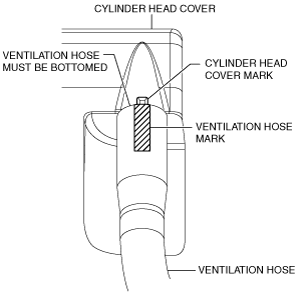 CYLINDER HEAD COVER
VENTILATION HOSE
MUST BE BOTTOMED
CYLINDER HEAD
COVER MARK
VENTILATION HOSE
MARK
VENTILATION HOSE